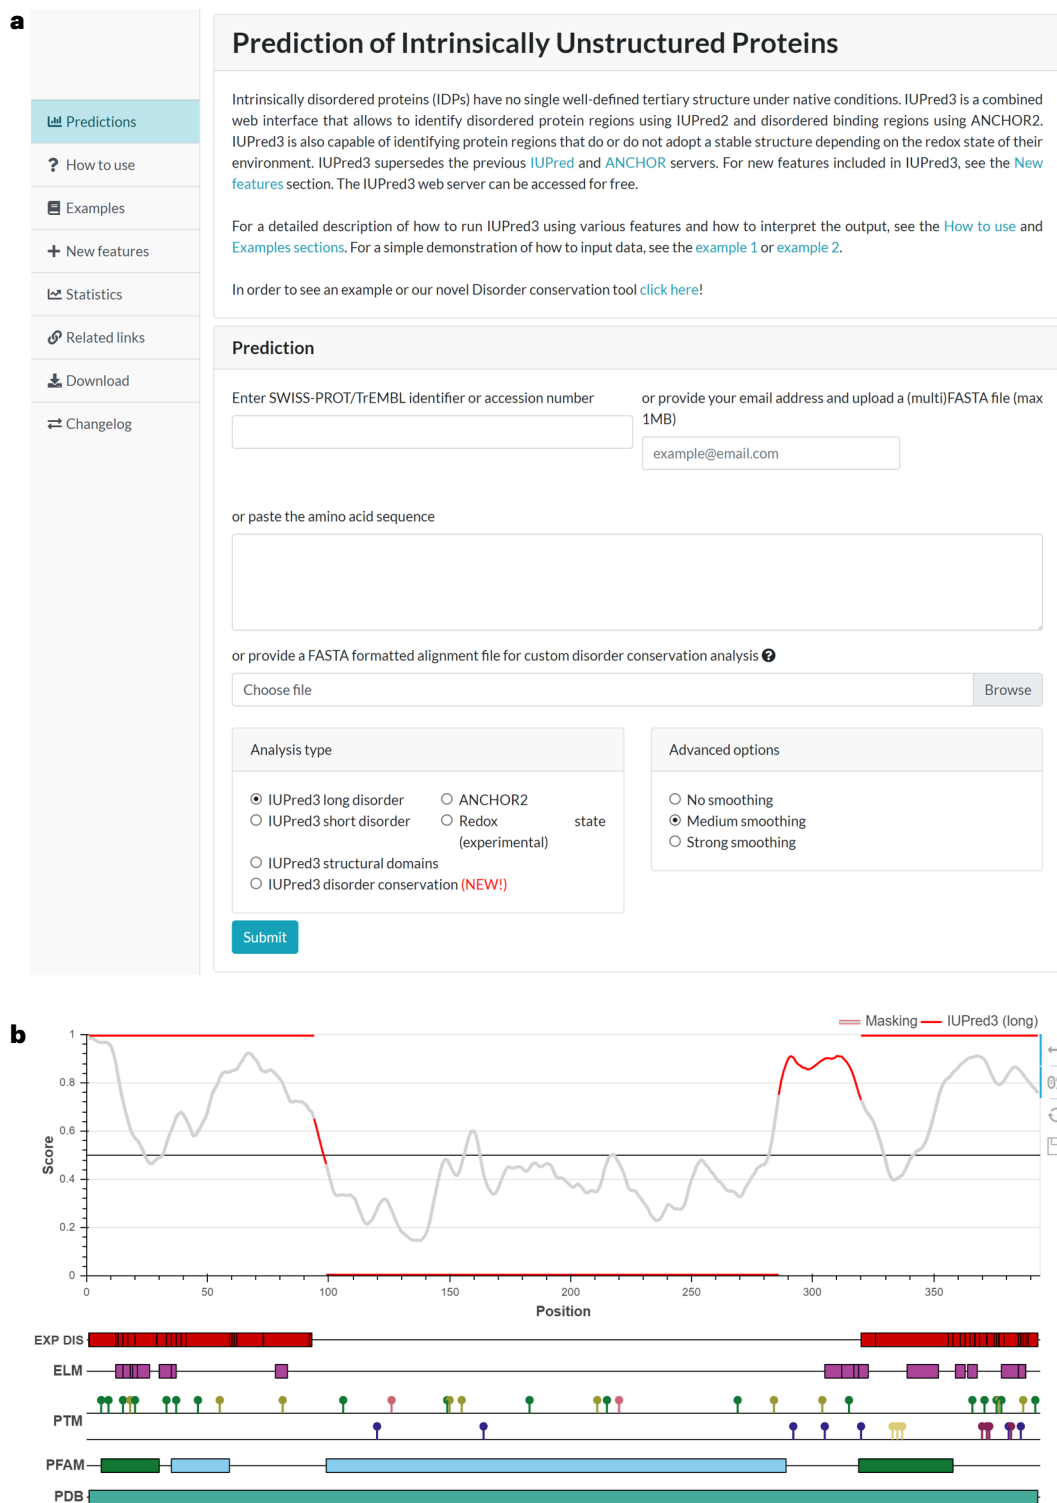 a
Prediction of Intrinsically Unstructured Proteins
Predictions
How to use
Examples
New features
Statistics
Related links
Download
Changelog
Intrinsically disordered proteins (IDPs) have no single well-defined tertiary structure under native conditions. IUPred3 is a combined
web interface that allows to identify disordered protein regions using IUPred2 and disordered binding regions using ANCHOR2.
IUPred3 is also capable of identifying protein regions that do or do not adopt a stable structure depending on the redox state of their
environment. IUPred3 supersedes the previous IUPred and ANCHOR servers. For new features included in IUPred3, see the New
features section. The IUPred3 web server can be accessed for free.
For a detailed description of how to run IUPred3 using various features and how to interpret the output, see the How to use and
Examples sections. For a simple demonstration of how to input data, see the example 1 or example 2.
In order to see an example or our novel Disorder conservation tool click here!
Prediction
Enter SWISS-PROT/TrEMBL identifier or accession number
or provide your email address and upload a (multi)FASTA file (max
1MB)
example@email.com
or paste the amino acid sequence
or provide a FASTA formatted alignment file for custom disorder conservation analysis ?
Choose file Browse
Analysis type
IUPred3 long disorder ANCHOR2
IUPred3 short disorder Redox state
(experimental)
IUPred3 structural domains
IUPred3 disorder conservation (NEW!)
Advanced options
No smoothing
Medium smoothing
Strong smoothing
Submit
b
Masking IUPred3 (long)
1
0.8
0.6
0.4
0.2
0
Score
0 50 100 150 200 250 300 350
Position
EXP DIS
ELM
PTM
PFAM
PDB